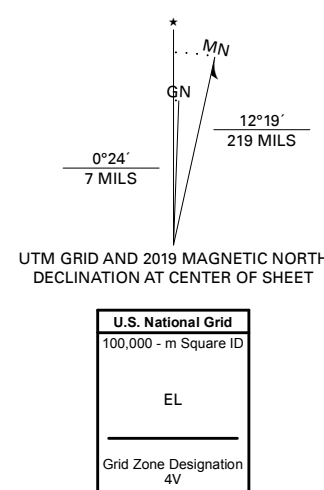 ★
MN
GN
12°19´
219 MILS
0°24´
7 MILS
UTM GRID AND 2019 MAGNETIC NORTH
DECLINATION AT CENTER OF SHEET
U.S. National Grid
100,000 - m Square ID
EL
Grid Zone Designation
4V